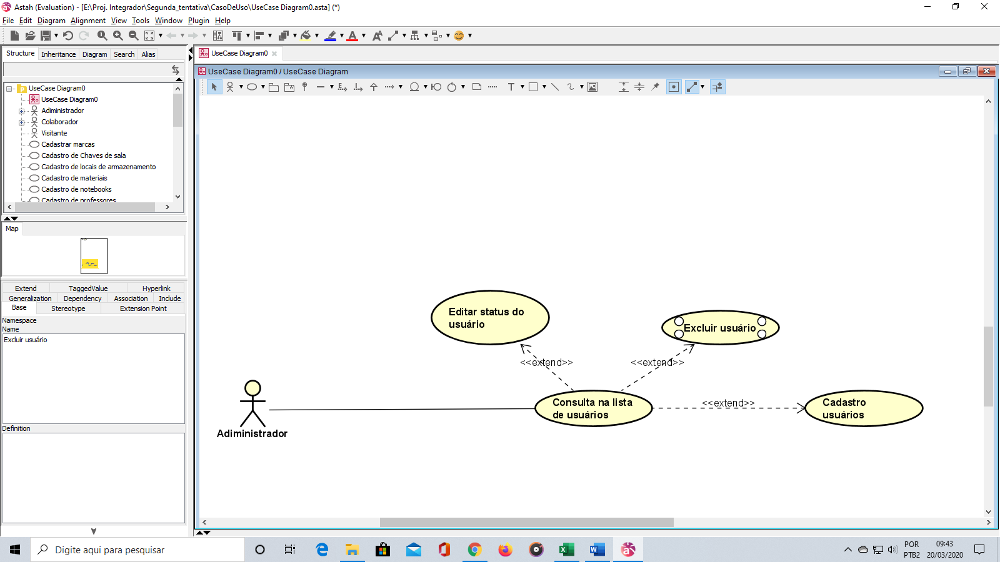 Astah (Evaluation) - [E:\Proj. Integrador\Segunda_tentativa\CasoDeUso\UseCase Diagram0.asta] (*)
File Edit Diagram Alignment View Tools Window Plugin Help
Structure Inheritance Diagram Search Alias
UseCase Diagram0
UseCase Diagram0 / UseCase Diagram
UseCase Diagram0
UseCase Diagram0
Adiministrador
Colaborador
Visitante
Cadastrar marcas
Cadastro de Chaves de sala
Cadastro de locais de armazenamento
Cadastro de materiais
Cadastro de notebooks
Cadastro de professores
Map
Extend TaggedValue Hyperlink
Generalization Dependency Association Include
Base Stereotype Extension Point
Namespace
Name
Excluir usuário
Definition
Editar status do
usuário
Excluir usuário
<<extend>>
<<extend>>
Consulta na lista
de usuários
<<extend>>
Cadastro
usuários
Adiministrador
Digite aqui para pesquisar
POR
PTB2
09:43
20/03/2020